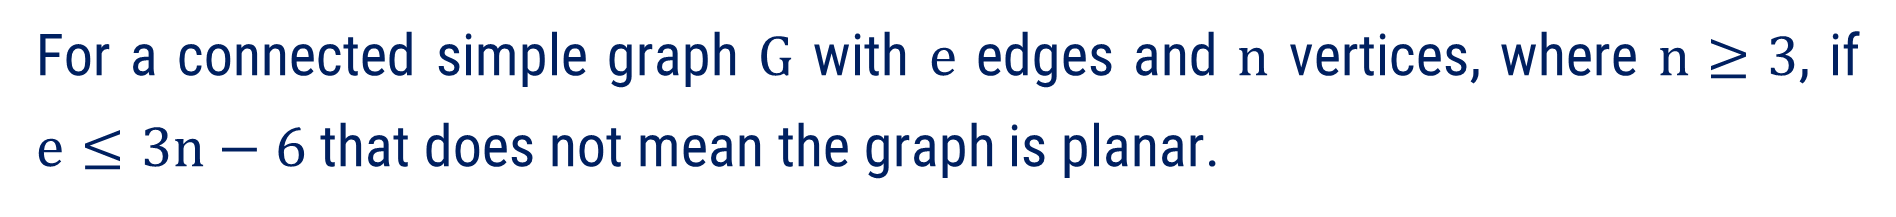 For a connected simple graph G with e edges and n vertices, where n ≥ 3, if
e ≤ 3n − 6 that does not mean the graph is planar.